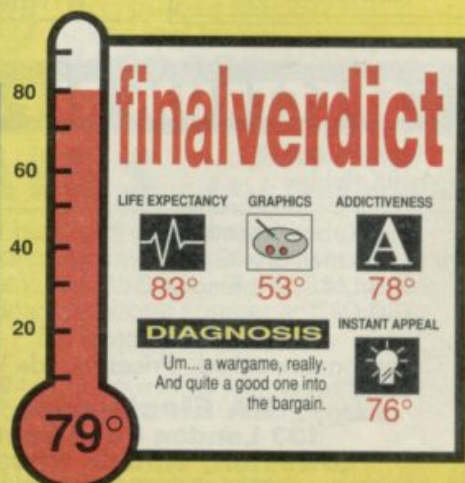 80
60
40
20
79°
finalverdict
LIFE EXPECTANCY GRAPHICS ADDICTIVENESS
A
83° 53° 78°
DIAGNOSIS
Um... a wargame, really.
And quite a good one into
the bargain.
INSTANT APPEAL
76°